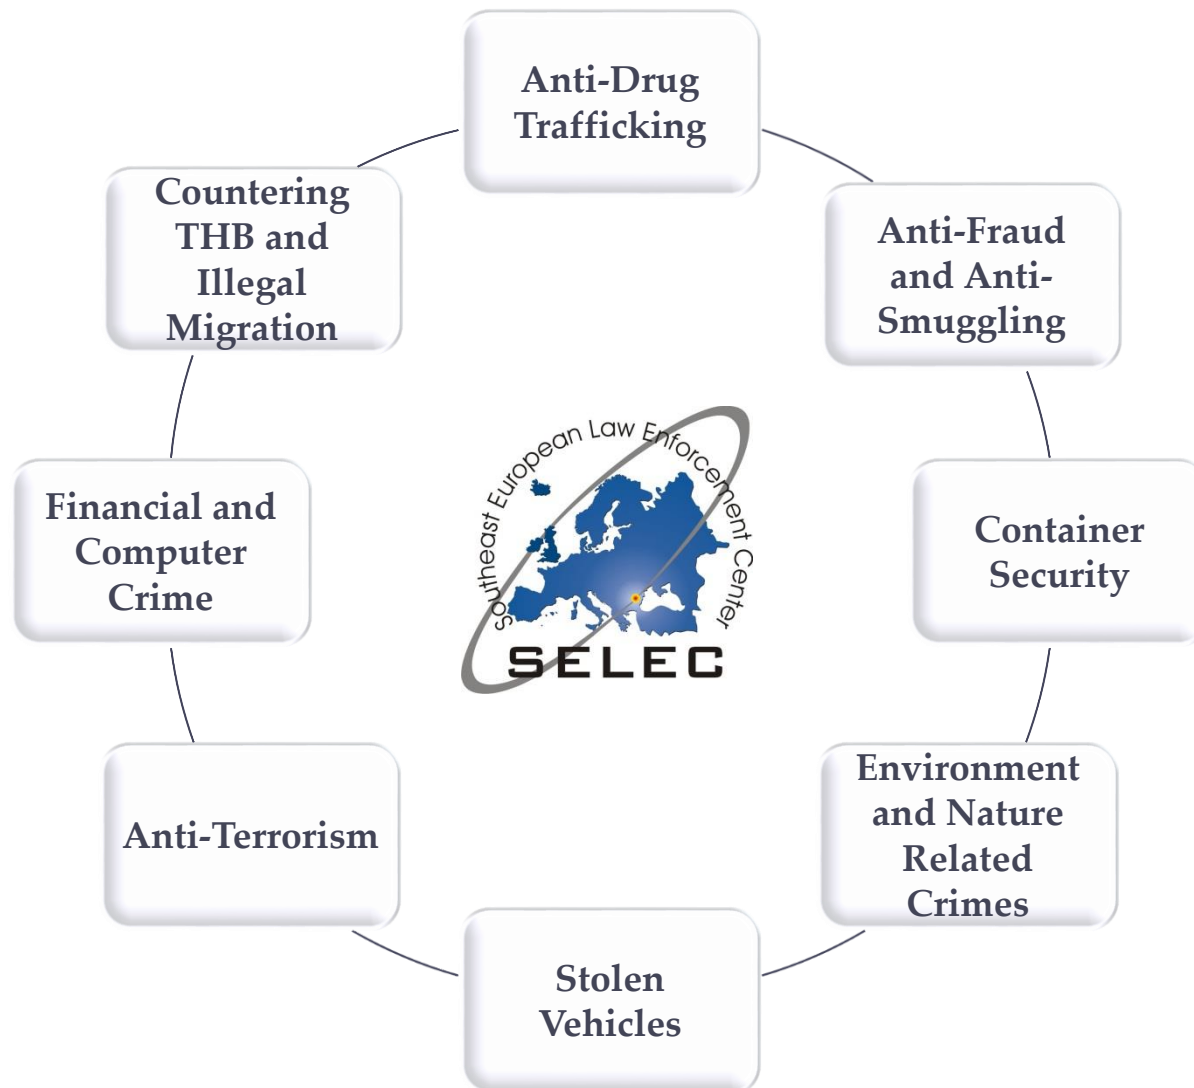 Anti-Drug
Trafficking
Anti-Fraud
and Anti-
Smuggling
Container
Security
Environment
and Nature
Related
Crimes
Stolen
Vehicles
Anti-Terrorism
Financial and
Computer
Crime
Countering
THB and
Illegal
Migration
Southeast European Law Enforcement Center
SELEC